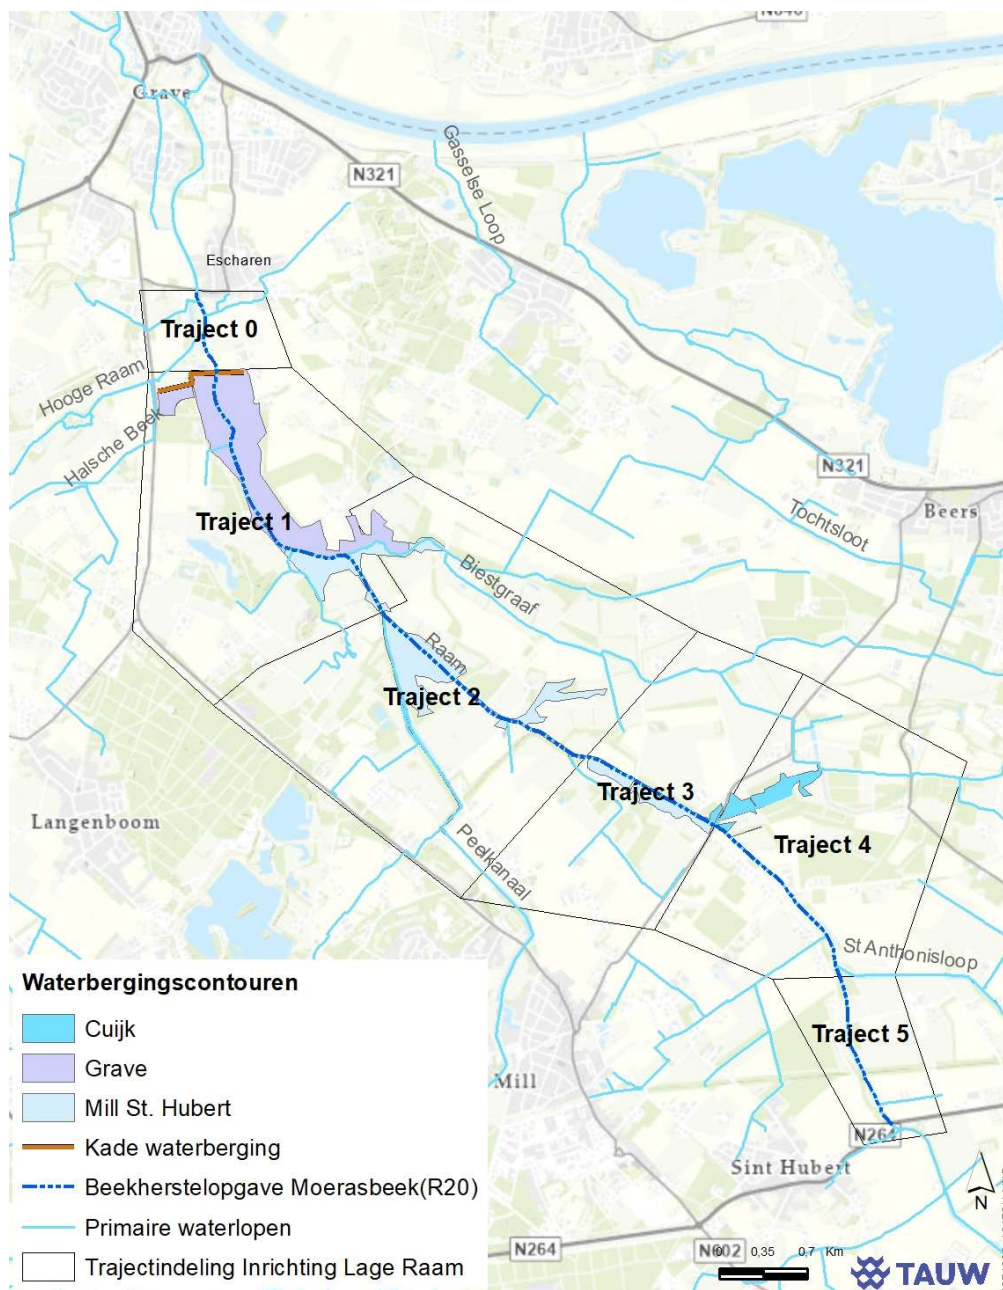 Grave
N321
Gasselse Loop
Escharen
Traject 0
Hooge Raam
Halsche Beek
N321
Beers
Tochtsloot
Traject 1
Biestgraaf
Raam
Traject 2
Traject 3
Langenboom
Peelkanaal
Traject 4
St Anthonisloop
Traject 5
Mill
N264
Sint Hubert
N264
N602
Waterbergingscontouren
Cuijk
Grave
Mill St. Hubert
Kade waterberging
Beekherstelopgave Moerasbeek(R20)
Primaire waterlopen
Trajectindeling Inrichting Lage Raam
N
0 0,35 0,7 Km
TAUW